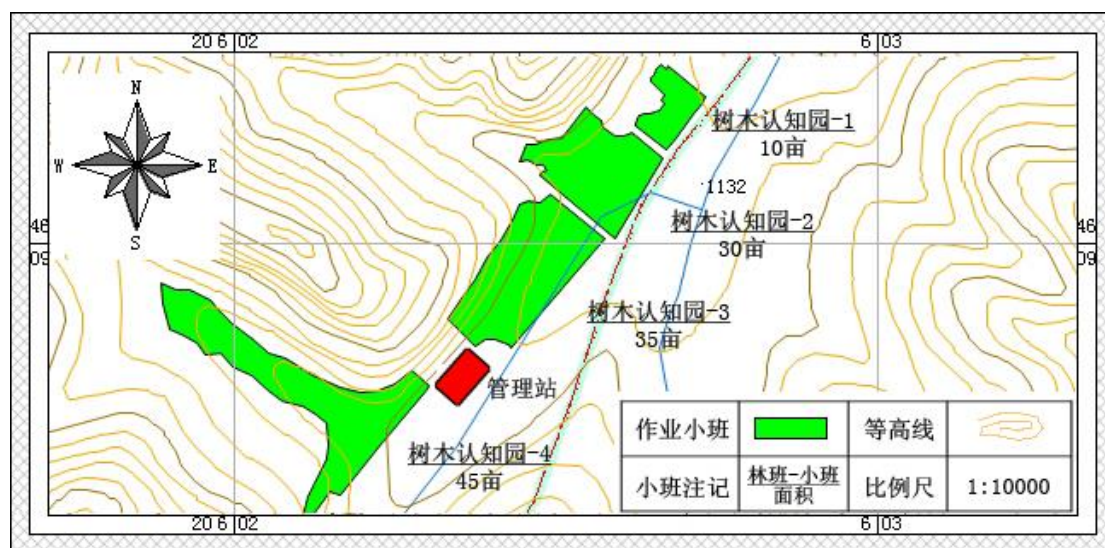 20 6 02
6 03
N
W
E
S
树木认知园-1
10亩
·1132
树木认知园-2
30亩
46
09
46
09
树木认知园-3
35亩
管理站
树木认知园-4
45亩
作业小班
等高线
小班注记
林班-小班
面积
比例尺
1:10000
20 6 02
6 03